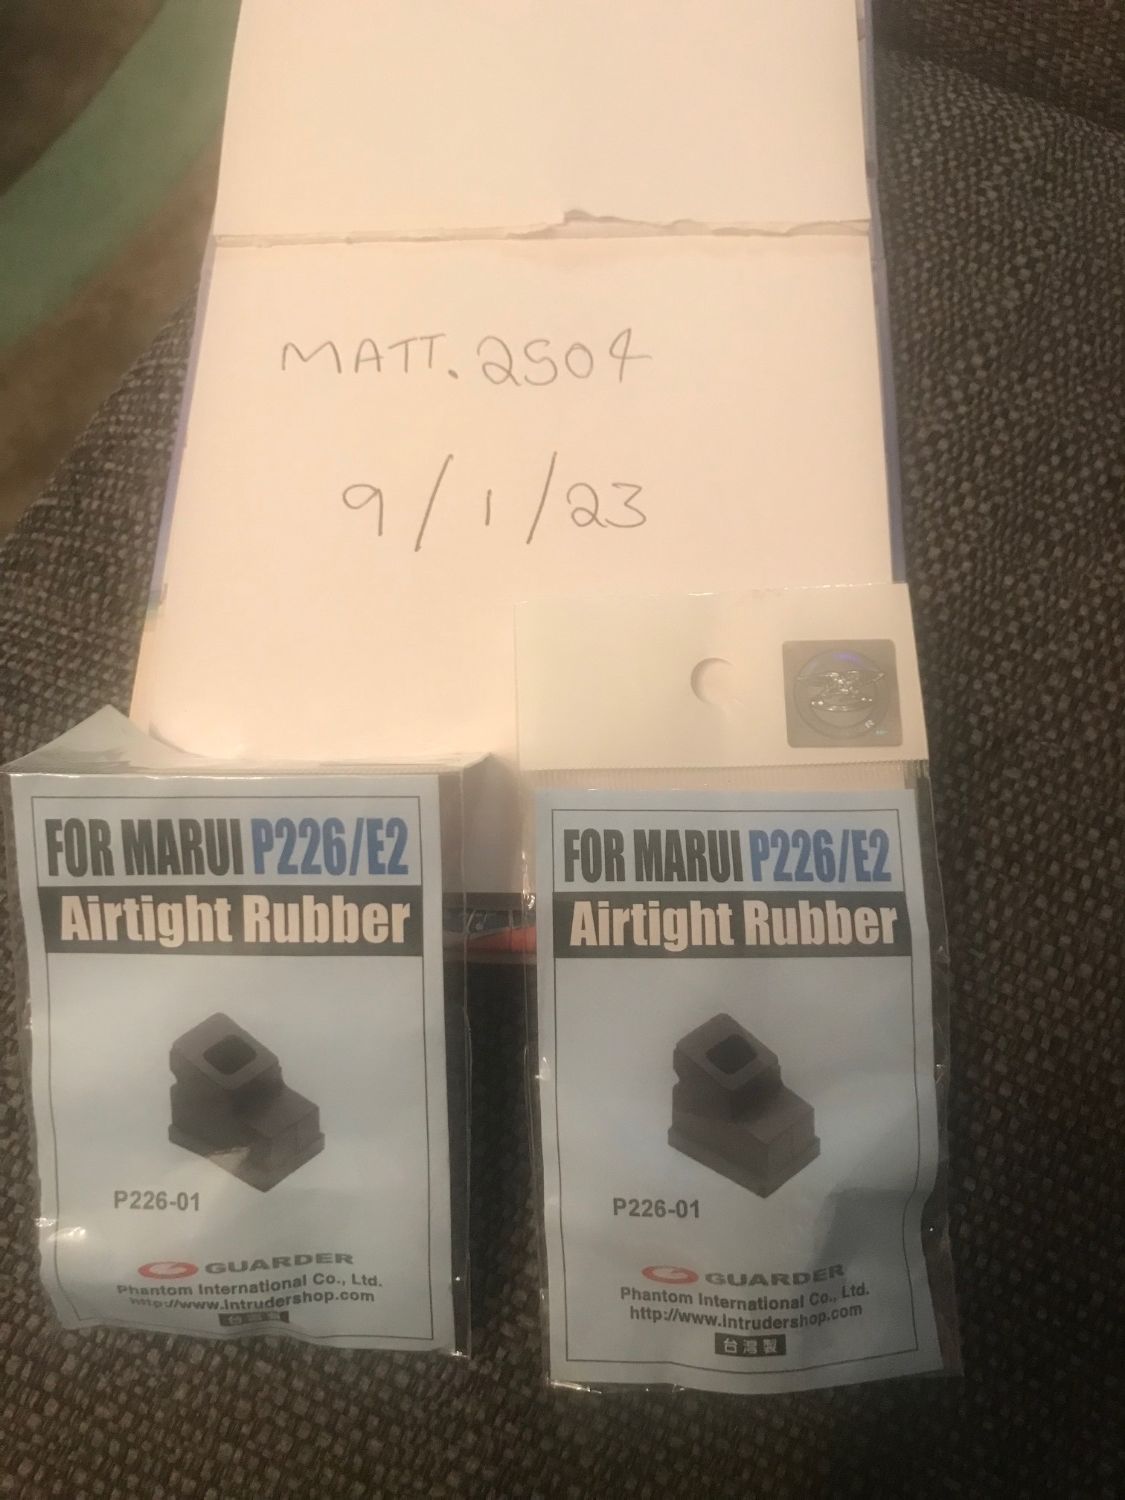 MATT.2504
9/1/23
FOR MARUI P226/E2
Airtight Rubber
P226-01
GUARDER
Phantom International Co., Ltd.
http://www.intrudershop.com
台灣製
FOR MARUI P226/E2
Airtight Rubber
P226-01
GUARDER
Phantom International Co., Ltd.
http://www.intrudershop.com
台灣製